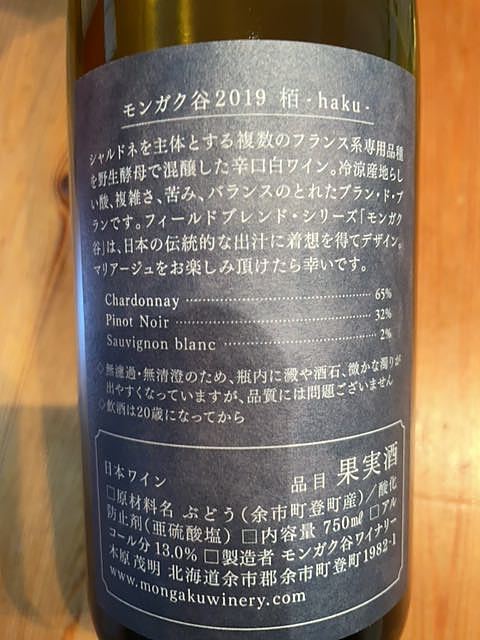 モンガク谷2019 栢 -haku-
シャルドネを主体とする複数のフランス系専用品種
を野生酵母で混醸した辛口白ワイン。冷涼産地らし
い酸、複雑さ、苦み、バランスのとれたブラン・ド・ブ
ランです。フィールドブレンド・シリーズ「モンガク
谷」は、日本の伝統的な出汁に着想を得てデザイン。
マリアージュをお楽しみ頂けたら幸いです。
Chardonnay ............ 65%
Pinot Noir ............ 32%
Sauvignon blanc ............ 2%
◇無濾過・無清澄のため、瓶内に澱や酒石、微かな濁りが
出やすくなっていますが、品質には問題ございません
◇飲酒は20歳になってから
日本ワイン 品目 果実酒
□原材料名 ぶどう(余市町登町産)/酸化
防止剤(亜硫酸塩) □内容量 750㎖ □アル
コール分 13.0% □製造者 モンガク谷ワイナリー
木原 茂明 北海道余市郡余市町登町1982-1
www.mongakuwinery.com